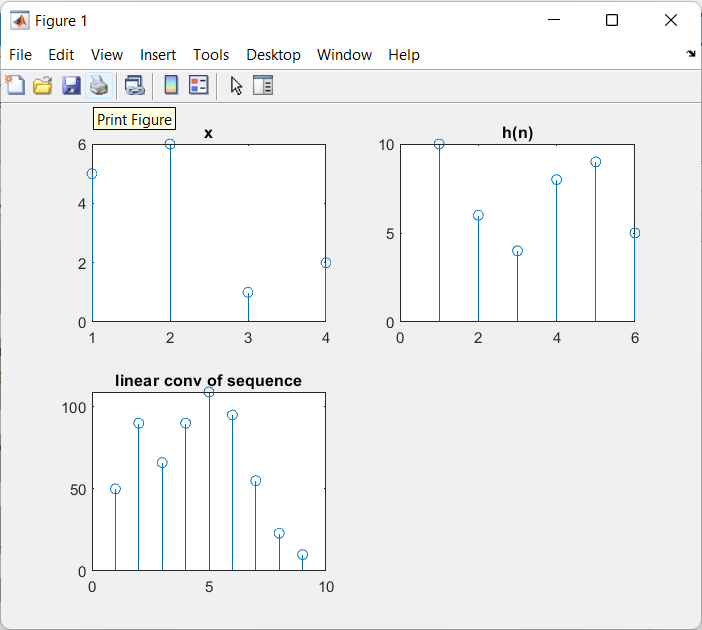 Figure 1
File Edit View Insert Tools Desktop Window Help
Print Figure
x
6
4
2
0
1 2 3 4
h(n)
10
5
0
0 2 4 6
linear conv of sequence
100
50
0
0 5 10